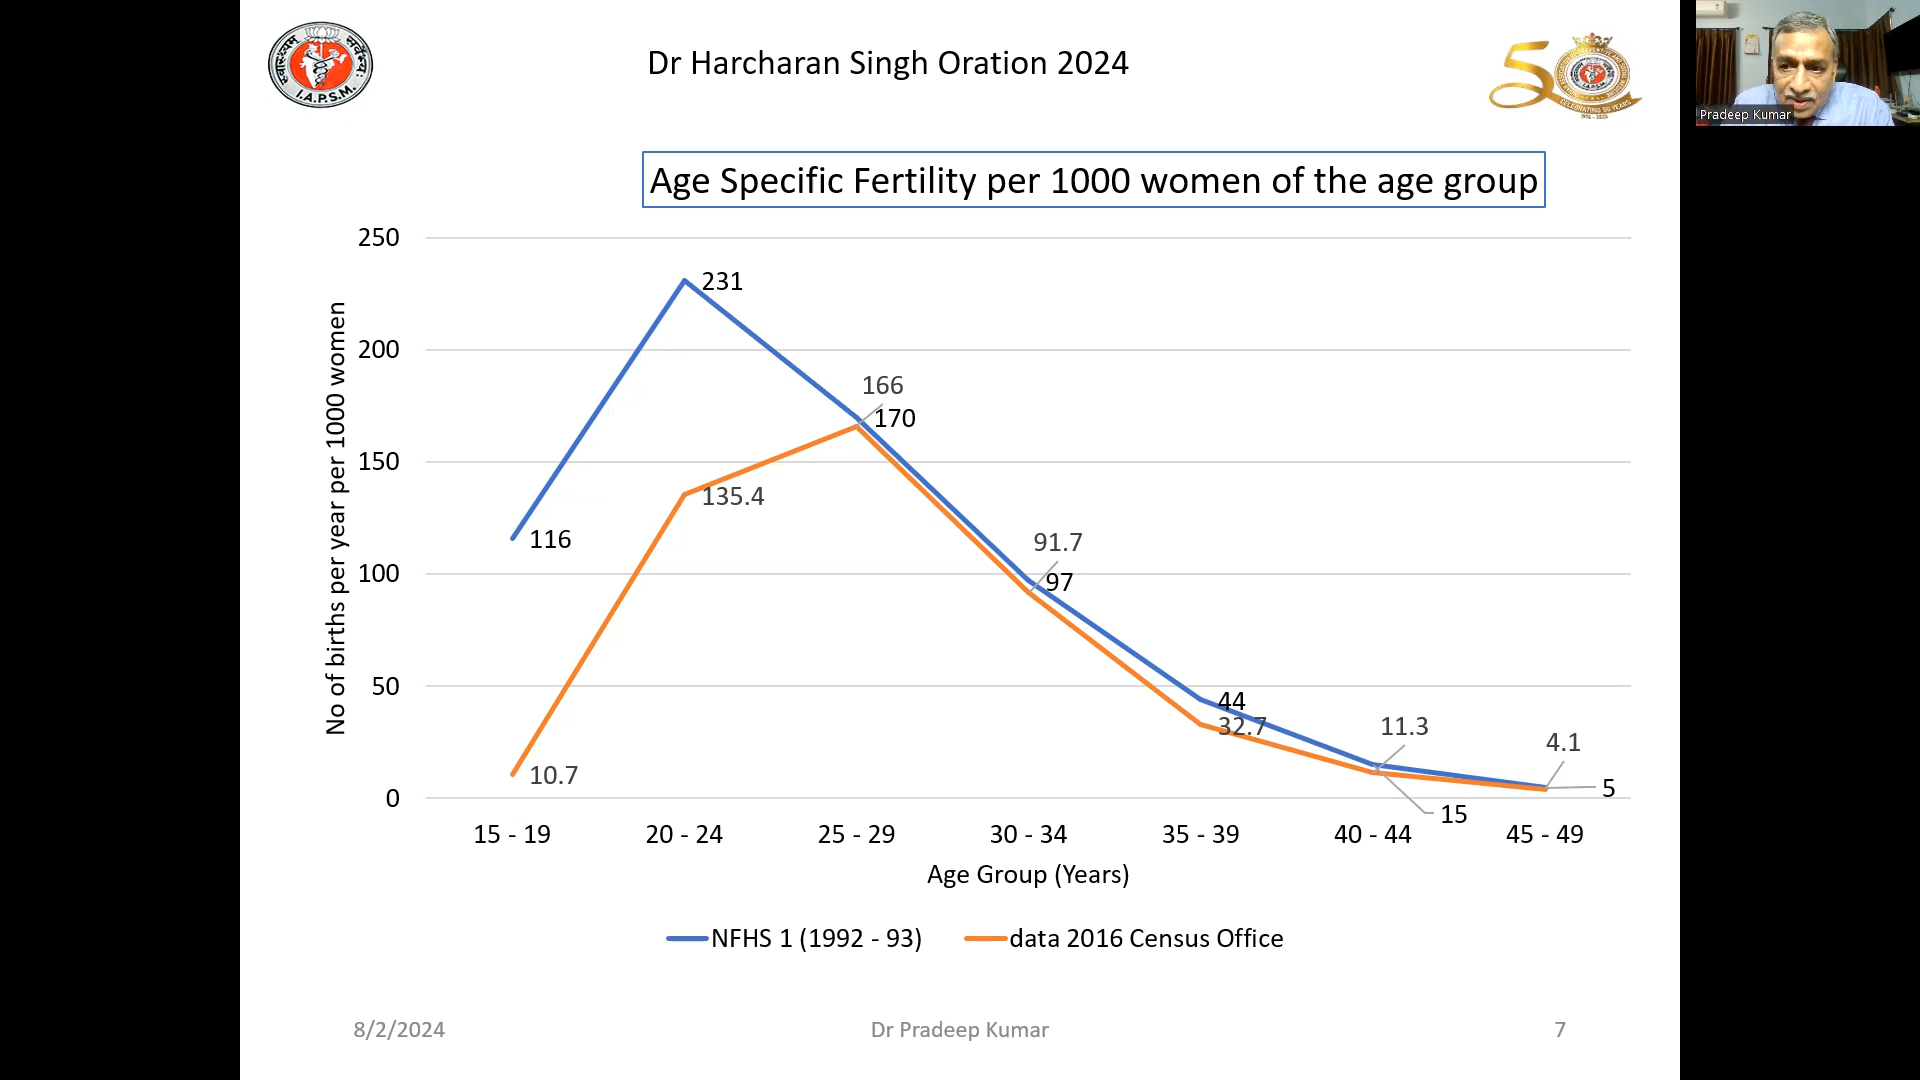 Dr Harcharan Singh Oration 2024
I.A.P.S.M.
Pradeep Kumar
Age Specific Fertility per 1000 women of the age group
No of births per year per 1000 women
250
200
150
100
50
0
231
166
170
135.4
116
91.7
97
44
32.7
11.3
4.1
10.7
5
15
15 - 19 20 - 24 25 - 29 30 - 34 35 - 39 40 - 44 45 - 49
Age Group (Years)
NFHS 1 (1992 - 93) data 2016 Census Office
8/2/2024 Dr Pradeep Kumar 7